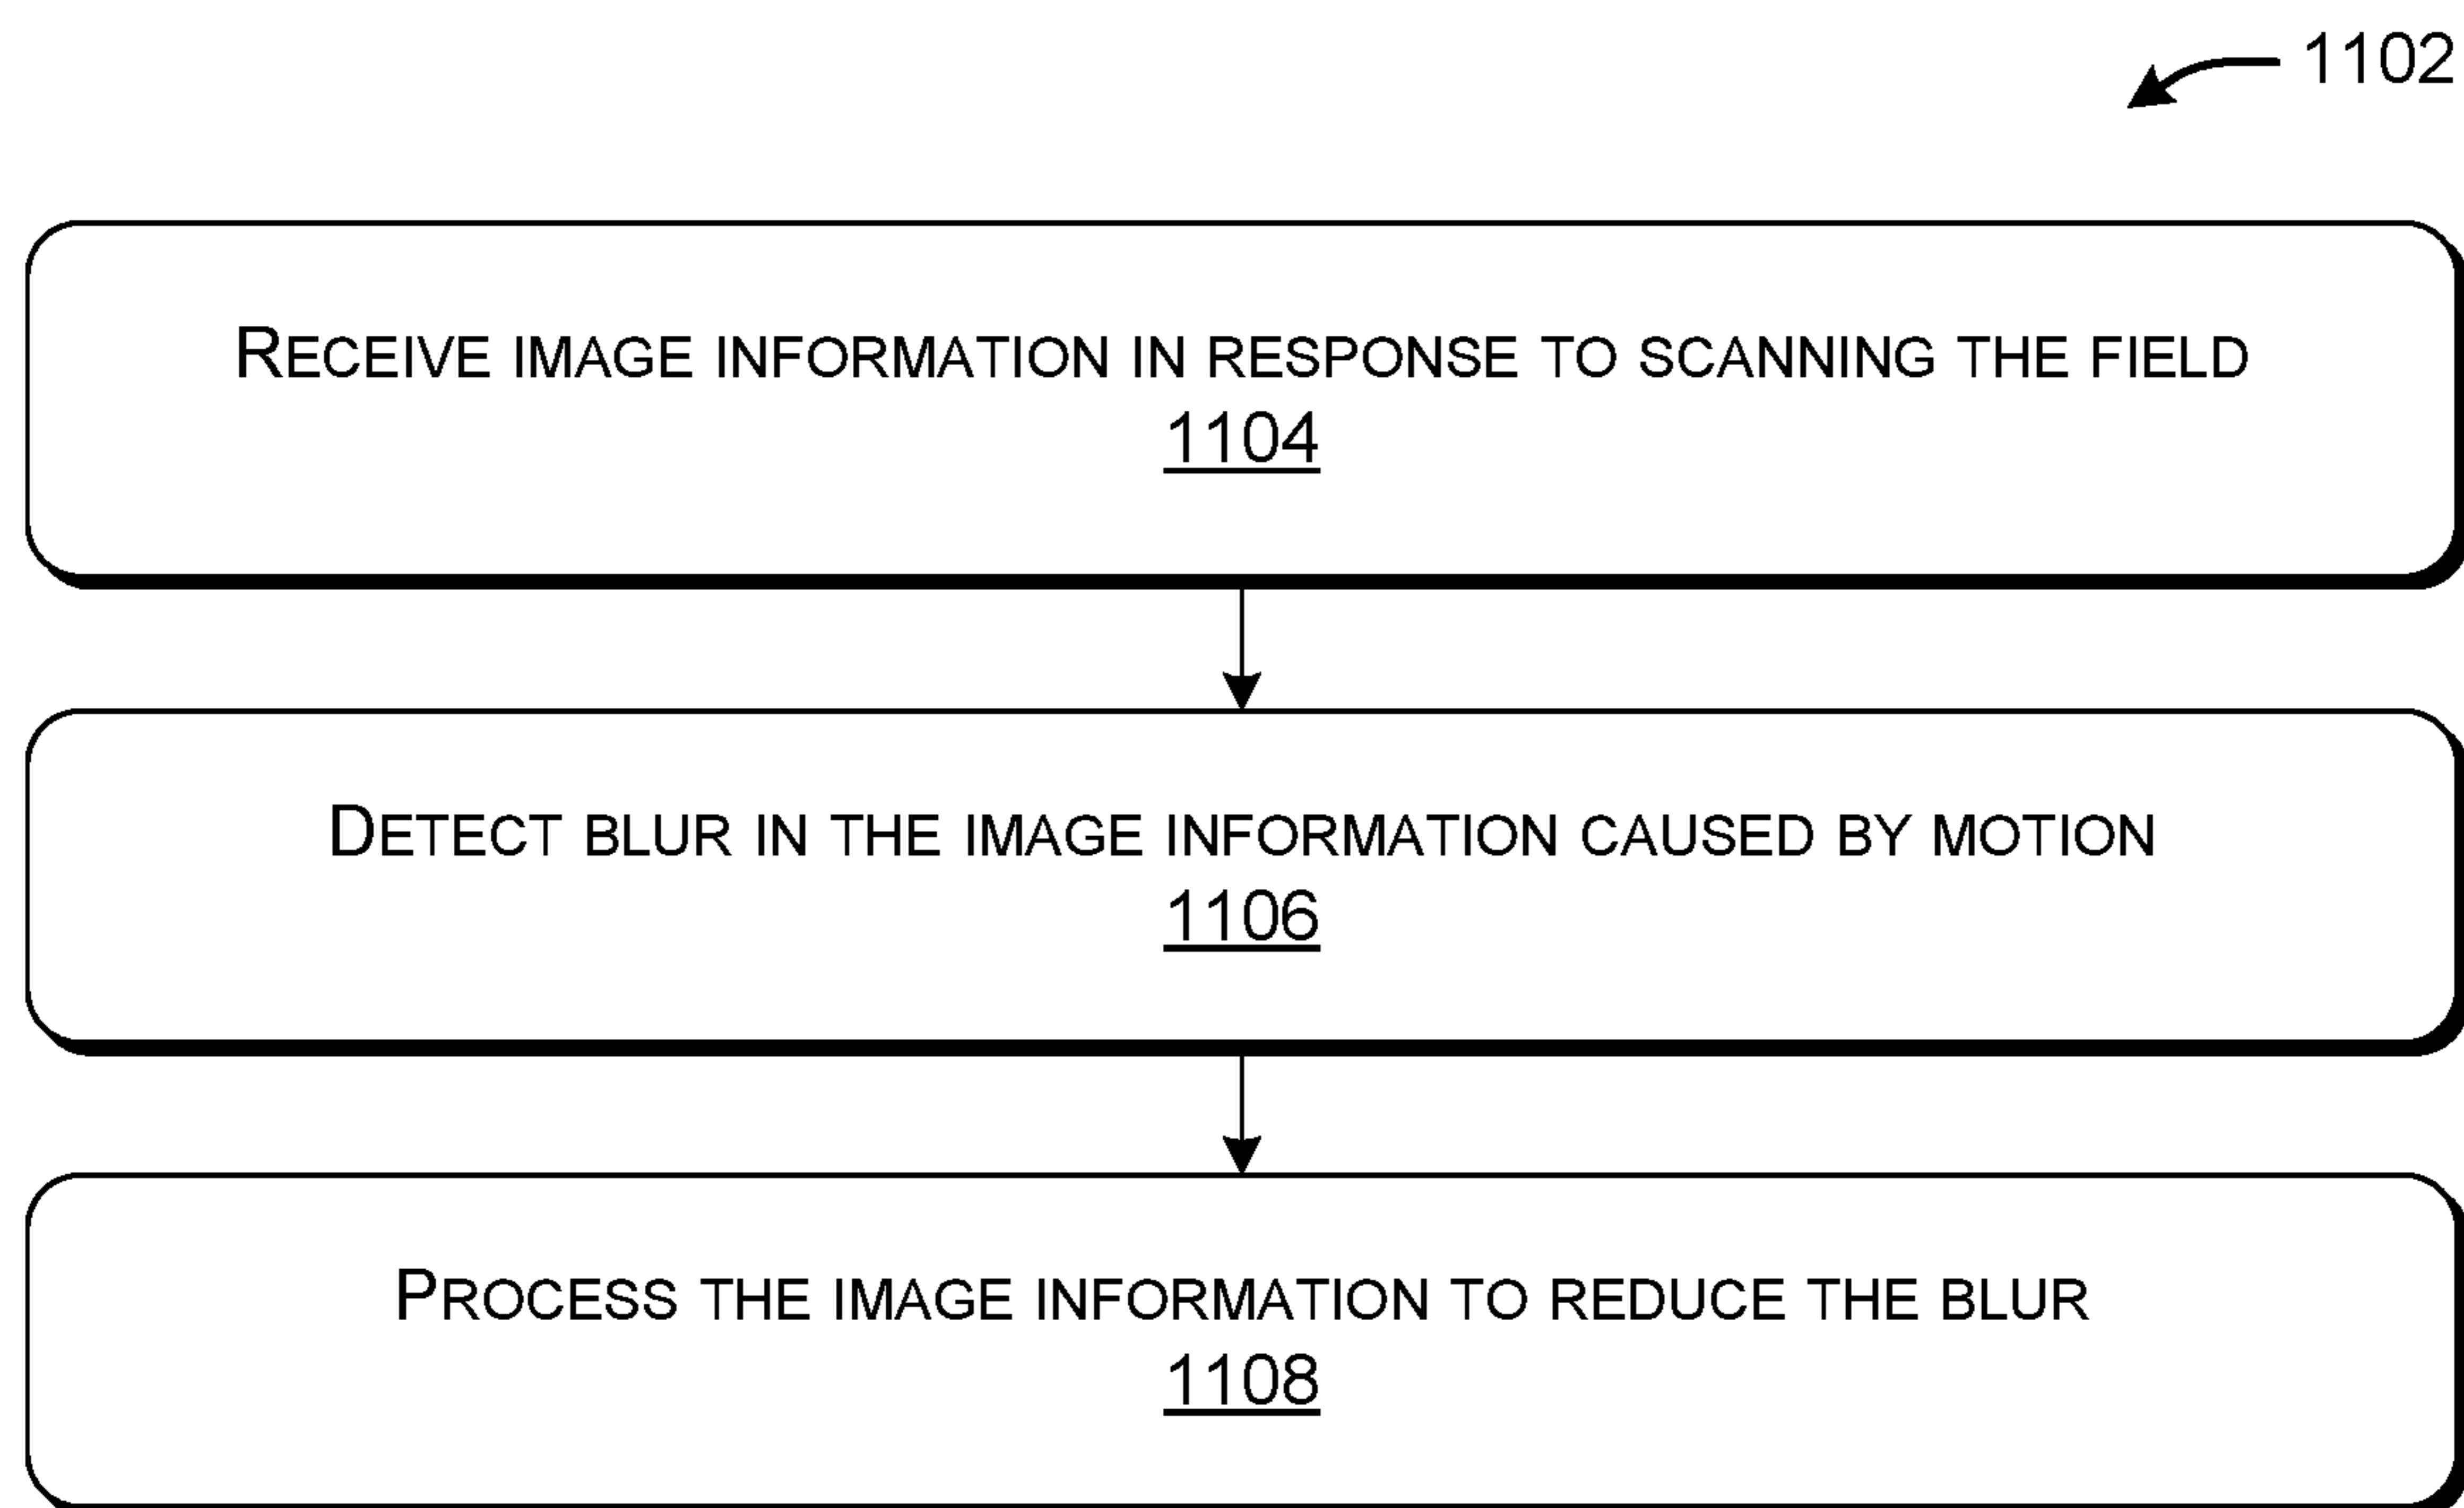 1102
RECEIVE IMAGE INFORMATION IN RESPONSE TO SCANNING THE FIELD
1104
DETECT BLUR IN THE IMAGE INFORMATION CAUSED BY MOTION
1106
PROCESS THE IMAGE INFORMATION TO REDUCE THE BLUR
1108